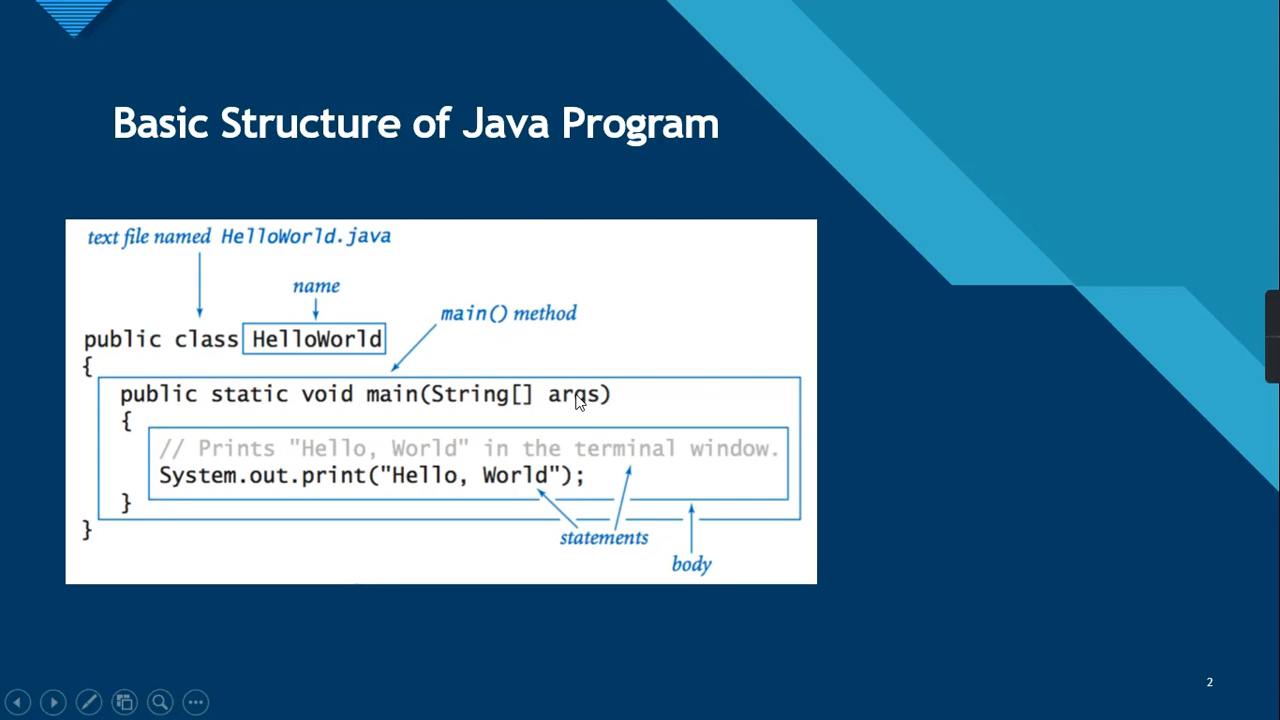 Basic Structure of Java Program
text file named HelloWorld.java
name
main() method
public class HelloWorld
{
public static void main(String[] args)
{
// Prints "Hello, World" in the terminal window.
System.out.print("Hello, World");
}
}
statements
body
2